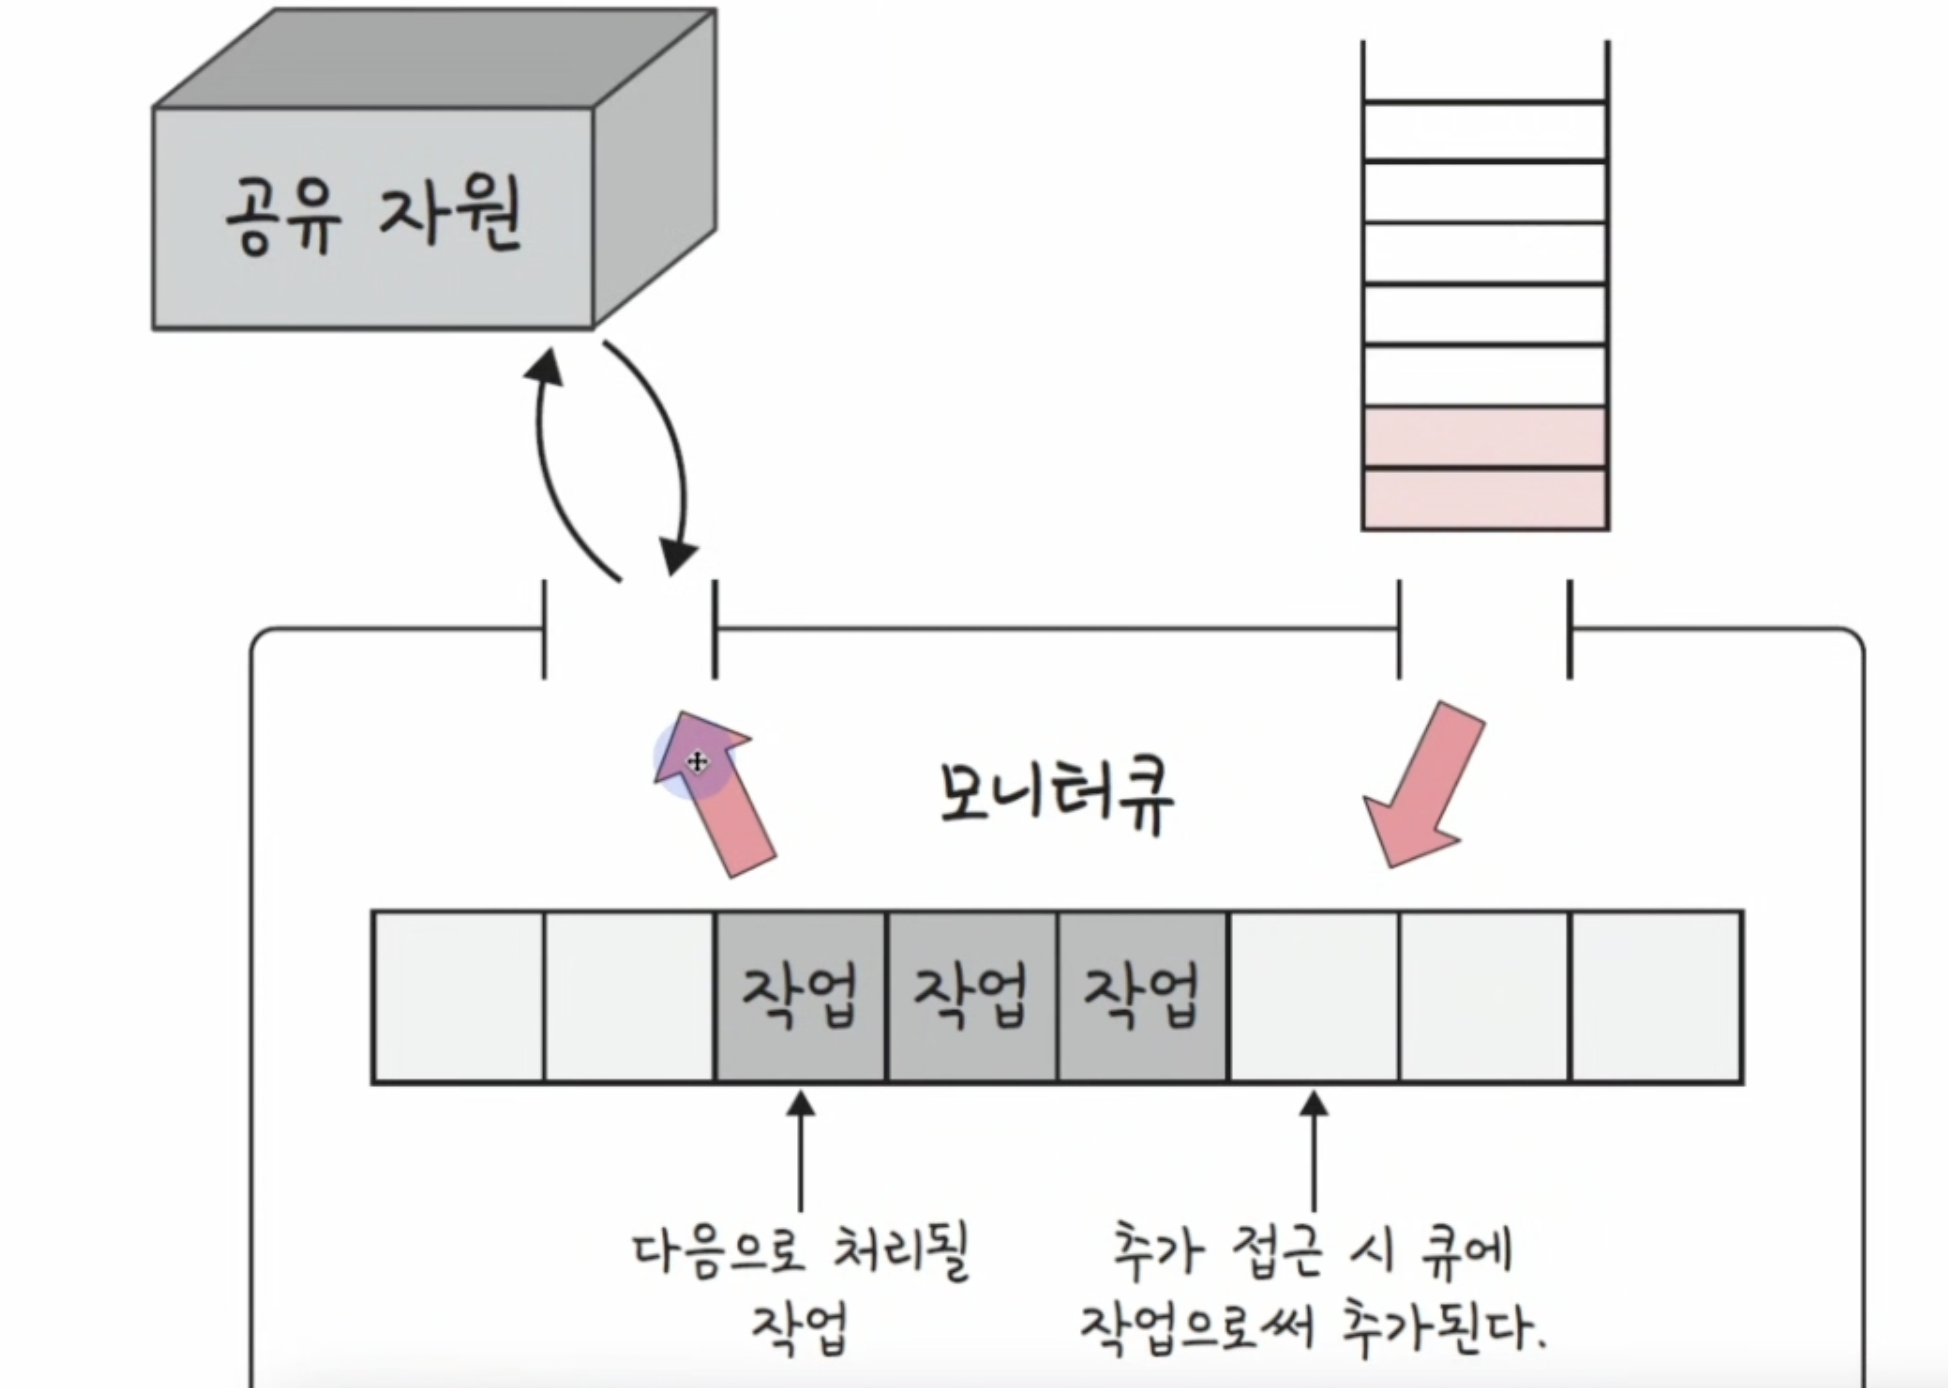 공유 자원
모니터큐
작업 작업 작업
다음으로 처리될
작업
추가 접근 시 큐에
작업으로써 추가된다.